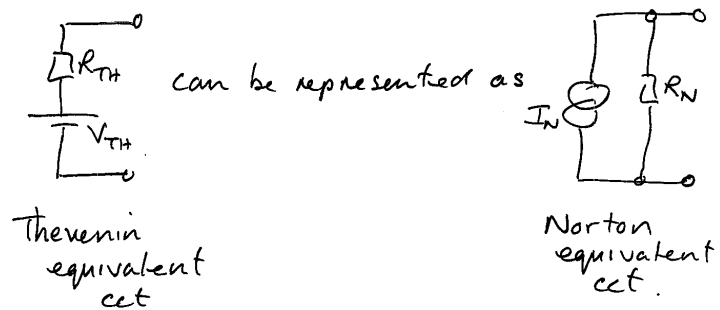 R_TH
can be represented as
V_TH
I_N
R_N
Thevenin
equivalent
cct
Norton
equivalent
cct.